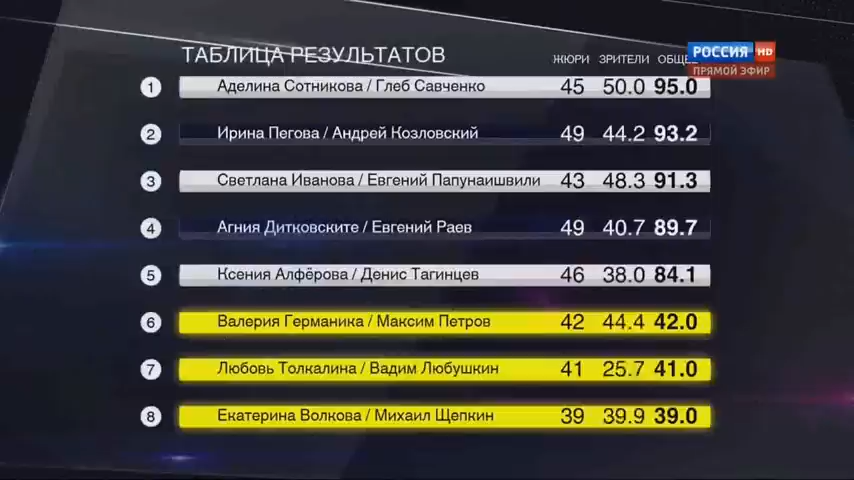 ТАБЛИЦА РЕЗУЛЬТАТОВ
ЖЮРИ ЗРИТЕЛИ ОБЩЕЕ
РОССИЯ HD
ПРЯМОЙ ЭФИР
1 Аделина Сотникова / Глеб Савченко 45 50.0 95.0
2 Ирина Пегова / Андрей Козловский 49 44.2 93.2
3 Светлана Иванова / Евгений Папунаишвили 43 48.3 91.3
4 Агния Дитковските / Евгений Раев 49 40.7 89.7
5 Ксения Алфёрова / Денис Тагинцев 46 38.0 84.1
6 Валерия Германика / Максим Петров 42 44.4 42.0
7 Любовь Толкалина / Вадим Любушкин 41 25.7 41.0
8 Екатерина Волкова / Михаил Щепкин 39 39.9 39.0